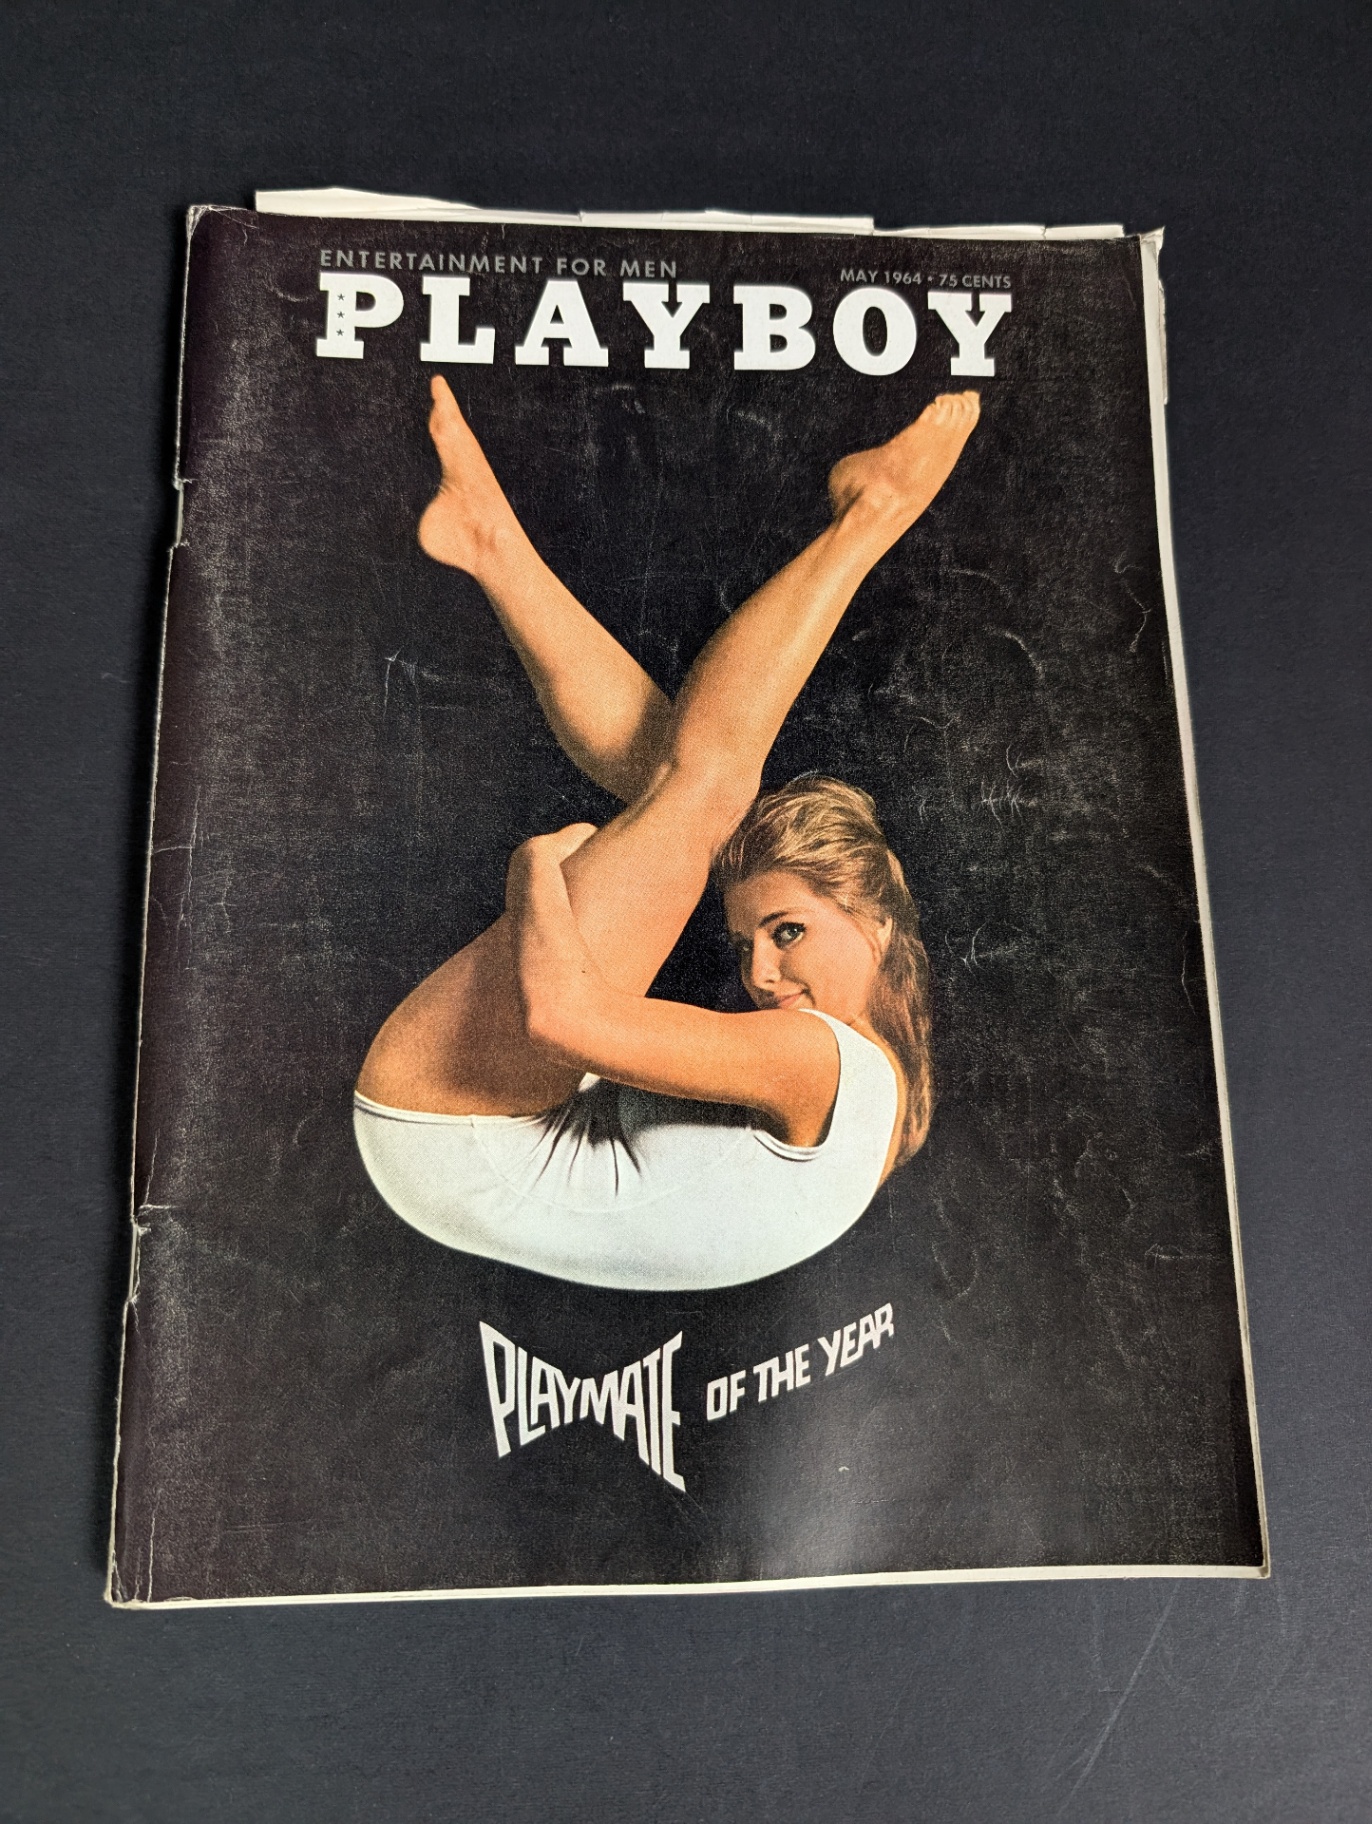 ENTERTAINMENT FOR MEN
MAY 1964 • 75 CENTS
PLAYBOY
PLAYMATE OF THE YEAR